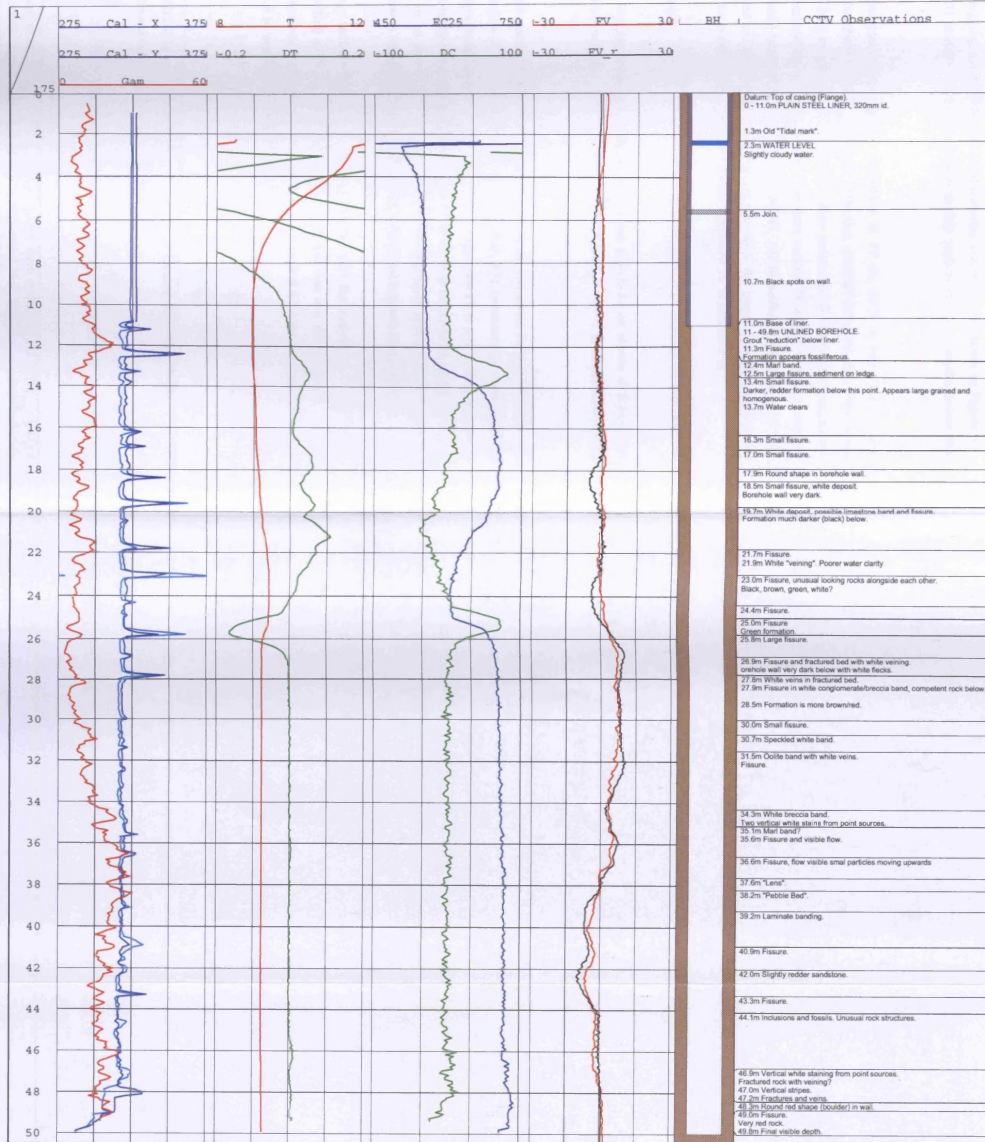 1
275 Cal - X 375 8 T 12 450 EC25 750 -30 FV 30 BH CCTV Observations
275 Cal - Y 375 -0.2 DT 0.2 -100 DC 100 -30 FV_r 30
0 Gam 60
175
0
2
4
6
8
10
12
14
16
18
20
22
24
26
28
30
32
34
36
38
40
42
44
46
48
50
Datum: Top of casing (Flange).
0 - 11.0m PLAIN STEEL LINER, 320mm id.
1.3m Old "Tidal mark".
2.3m WATER LEVEL
Slightly cloudy water.
5.5m Join.
10.7m Black spots on wall.
11.0m Base of liner.
11 - 49.8m UNLINED BOREHOLE.
Grout "reduction" below liner.
11.3m Fissure.
Formation appears fossiliferous.
12.4m Marl band.
12.5m Large fissure, sediment on ledge.
13.4m Small fissure.
Darker, redder formation below this point. Appears large grained and
homogenous.
13.7m Water clears
16.3m Small fissure.
17.0m Small fissure.
17.9m Round shape in borehole wall.
18.5m Small fissure, white deposit.
Borehole wall very dark.
19.7m White deposit, possible limestone band and fissure.
Formation much darker (black) below.
21.7m Fissure.
21.9m White "veining". Poorer water clarity
23.0m Fissure, unusual looking rocks alongside each other.
Black, brown, green, white?
24.4m Fissure.
25.0m Fissure
Green formation.
25.8m Large fissure.
26.9m Fissure and fractured bed with white veining.
orehole wall very dark below with white flecks.
27.8m White veins in fractured bed.
27.9m Fissure in white conglomerate/breccia band, competent rock below
28.5m Formation is more brown/red.
30.0m Small fissure.
30.7m Speckled white band.
31.5m Oolite band with white veins.
Fissure.
34.3m White breccia band.
Two vertical white stains from point sources.
35.1m Marl band?
35.6m Fissure and visible flow.
36.6m Fissure, flow visible smal particles moving upwards
37.6m "Lens".
38.2m "Pebble Bed".
39.2m Laminate banding.
40.9m Fissure.
42.0m Slightly redder sandstone.
43.3m Fissure.
44.1m Inclusions and fossils. Unusual rock structures.
46.9m Vertical white staining from point sources.
Fractured rock with veining?
47.0m Vertical stripes.
47.2m Fractures and veins.
48.3m Round red shape (boulder) in wall.
49.0m Fissure.
Very red rock.
49.8m Final visible depth.